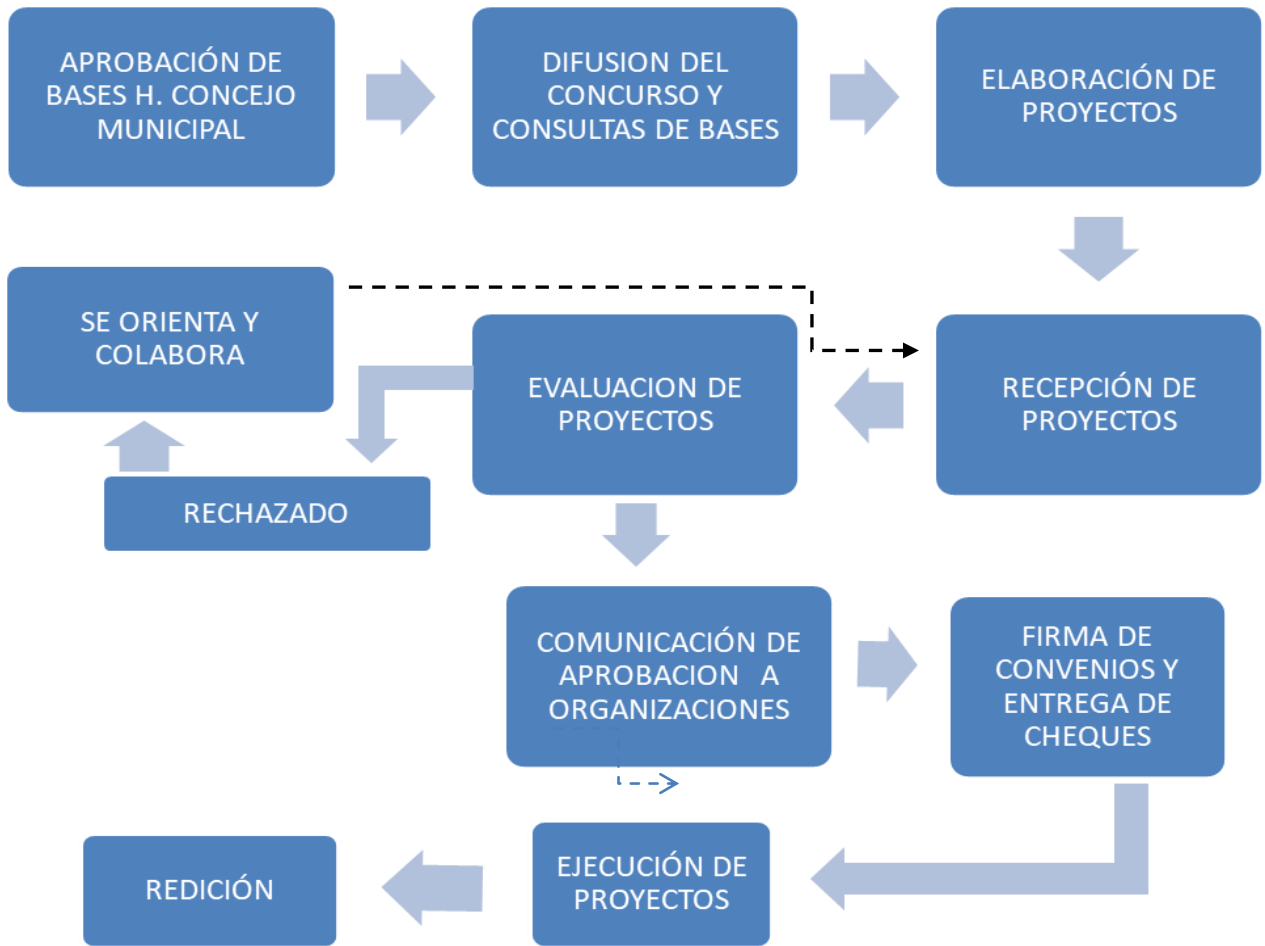 APROBACIÓN DE
BASES H. CONCEJO
MUNICIPAL
DIFUSION DEL
CONCURSO Y
CONSULTAS DE BASES
ELABORACIÓN DE
PROYECTOS
SE ORIENTA Y
COLABORA
EVALUACION DE
PROYECTOS
RECEPCIÓN DE
PROYECTOS
RECHAZADO
COMUNICACIÓN DE
APROBACION A
ORGANIZACIONES
FIRMA DE
CONVENIOS Y
ENTREGA DE
CHEQUES
REDICIÓN
EJECUCIÓN DE
PROYECTOS